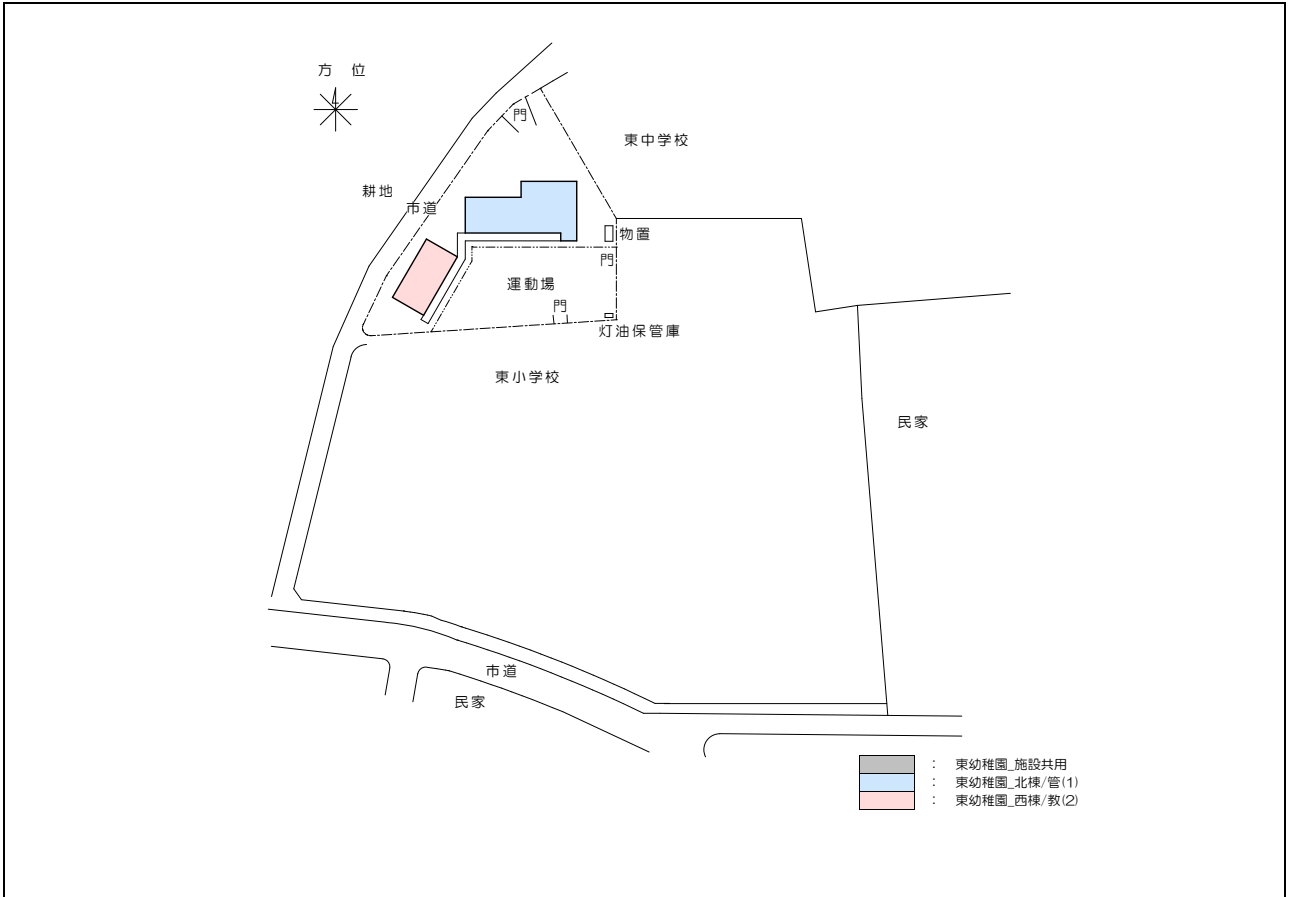 方 位
門
東中学校
耕地
市道
物置
門
運動場
門
灯油保管庫
東小学校
民家
市道
民家
： 東幼稚園_施設共用
： 東幼稚園_北棟/管(1)
： 東幼稚園_西棟/教(2)